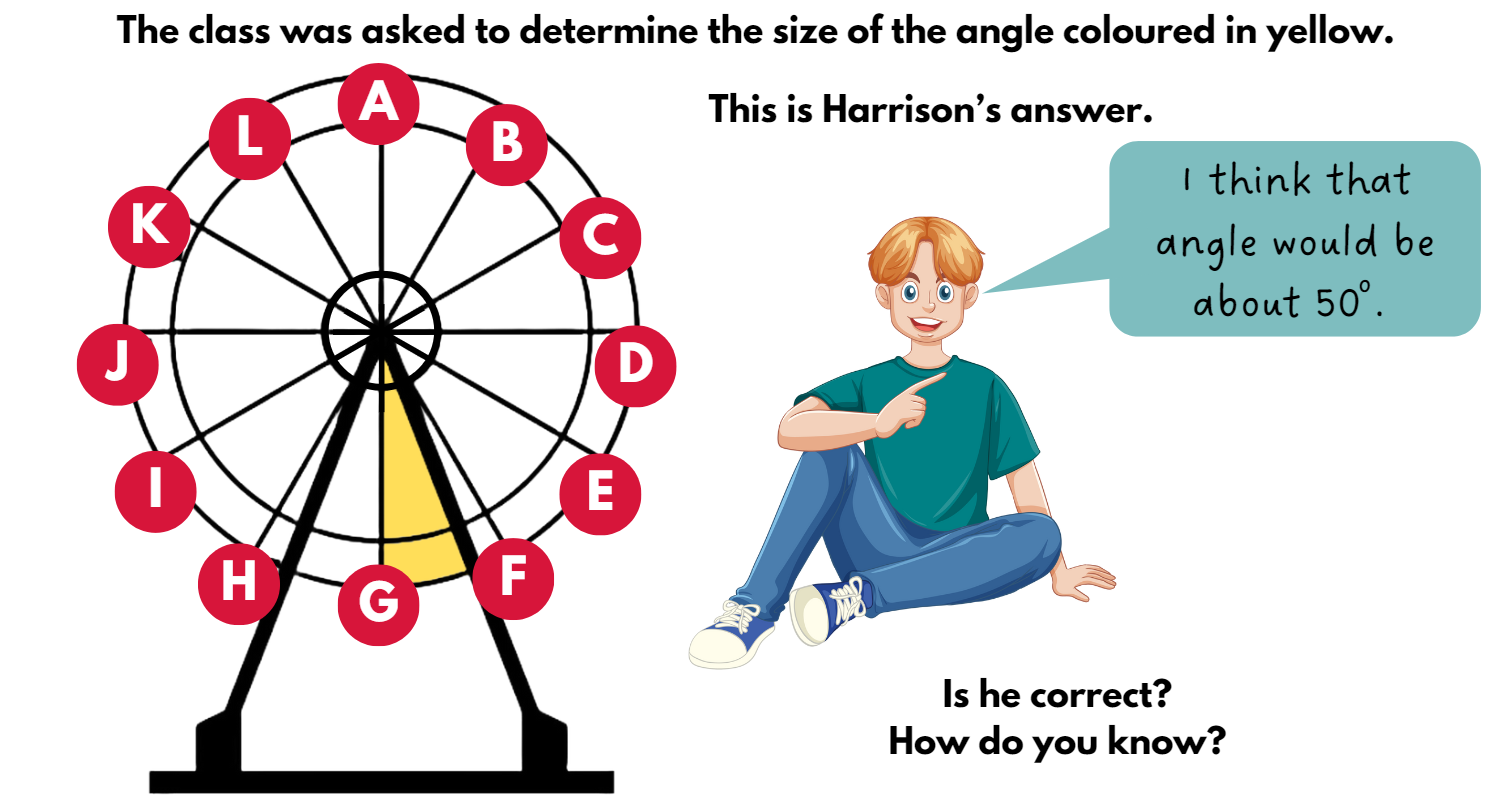 The class was asked to determine the size of the angle coloured in yellow.
This is Harrison's answer.
I think that
angle would be
about 50°.
A
B
C
D
E
F
G
H
I
J
K
L
Is he correct?
How do you know?